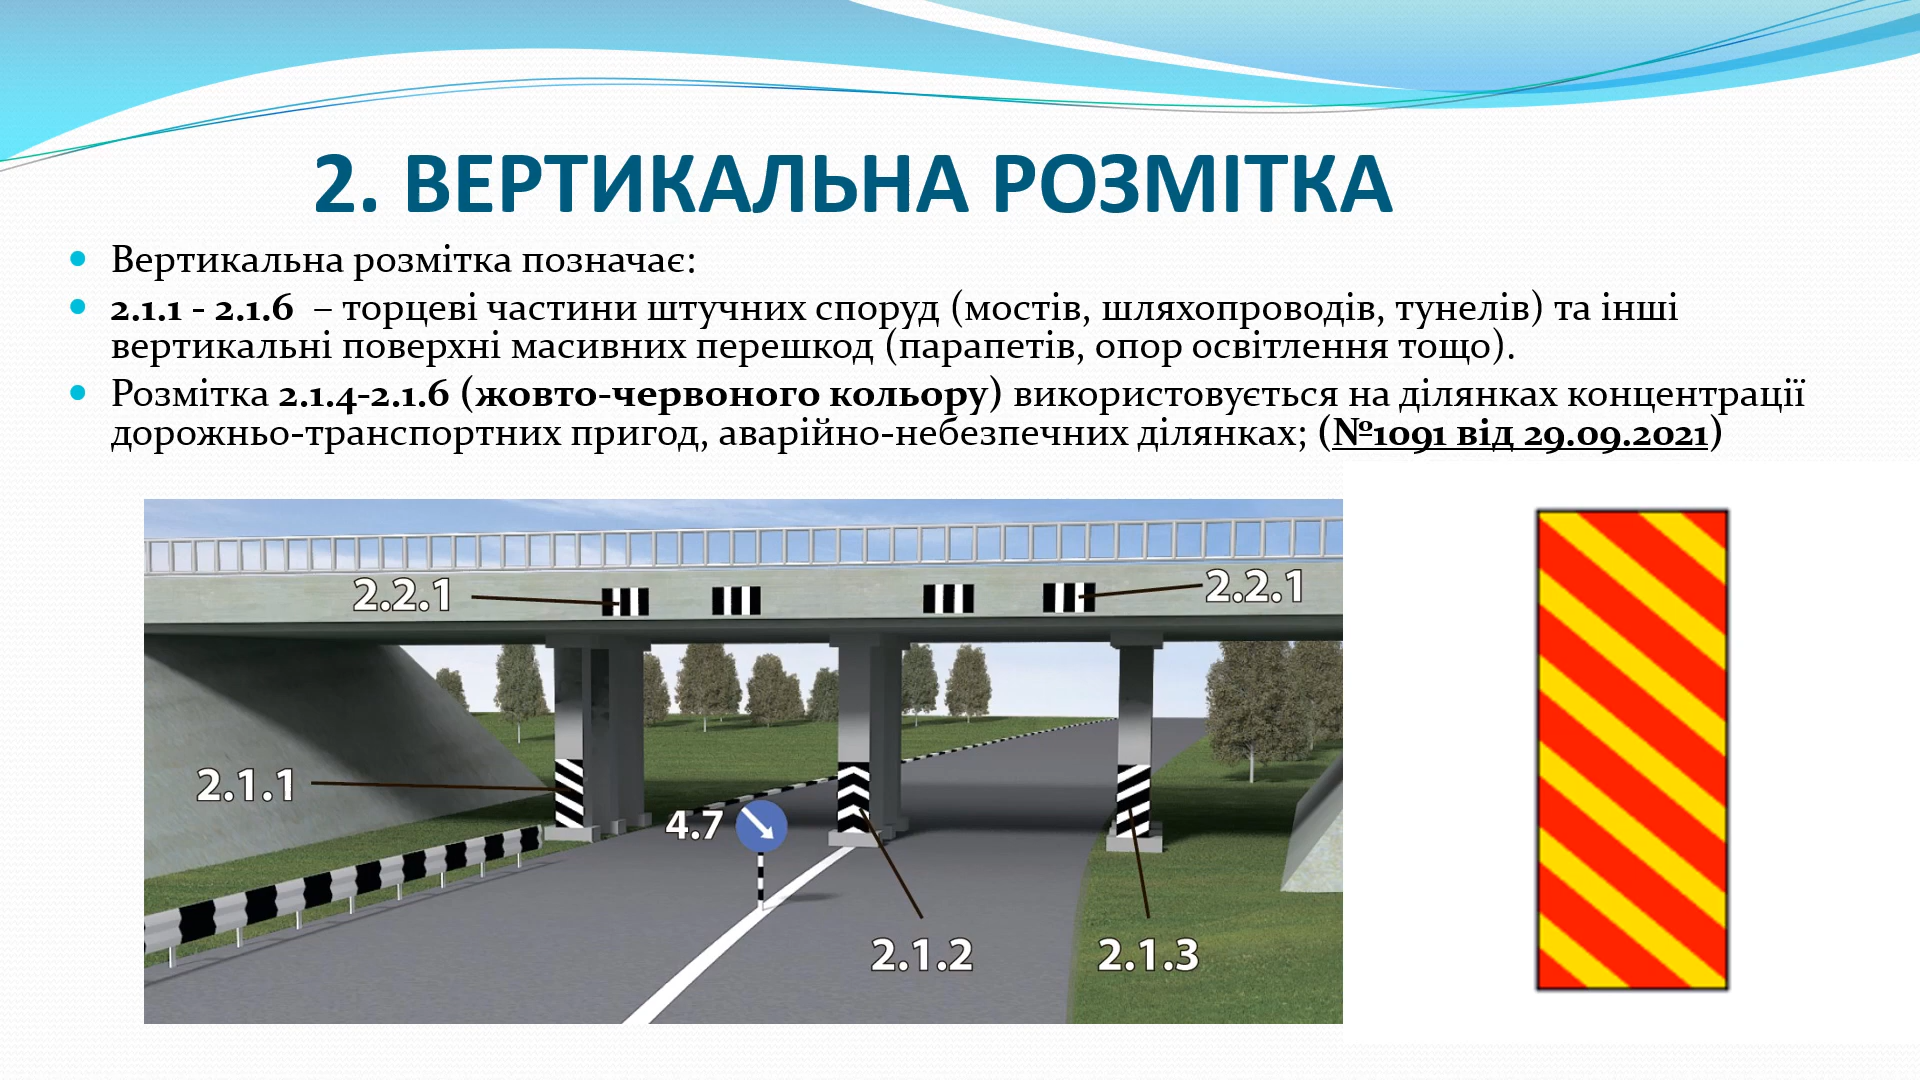 2. ВЕРТИКАЛЬНА РОЗМІТКА
Вертикальна розмітка позначає:
2.1.1 - 2.1.6 – торцеві частини штучних споруд (мостів, шляхопроводів, тунелів) та інші
вертикальні поверхні масивних перешкод (парапетів, опор освітлення тощо).
Розмітка 2.1.4-2.1.6 (жовто-червоного кольору) використовується на ділянках концентрації
дорожньо-транспортних пригод, аварійно-небезпечних ділянках; (№1091 від 29.09.2021)
2.2.1
2.2.1
2.1.1
4.7
2.1.2
2.1.3